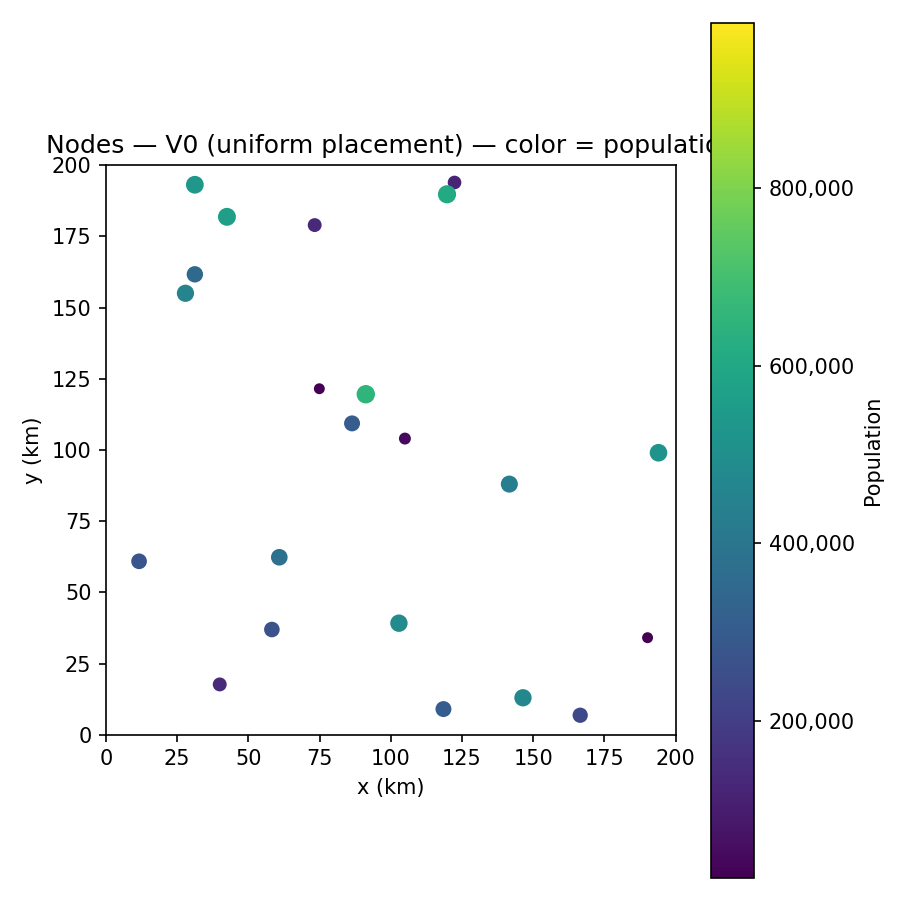 Nodes — V0 (uniform placement) — color = populatio
200
175
150
125
100
75
50
25
0
y (km)
0 25 50 75 100 125 150 175 200
x (km)
800,000
600,000
400,000
200,000
Population